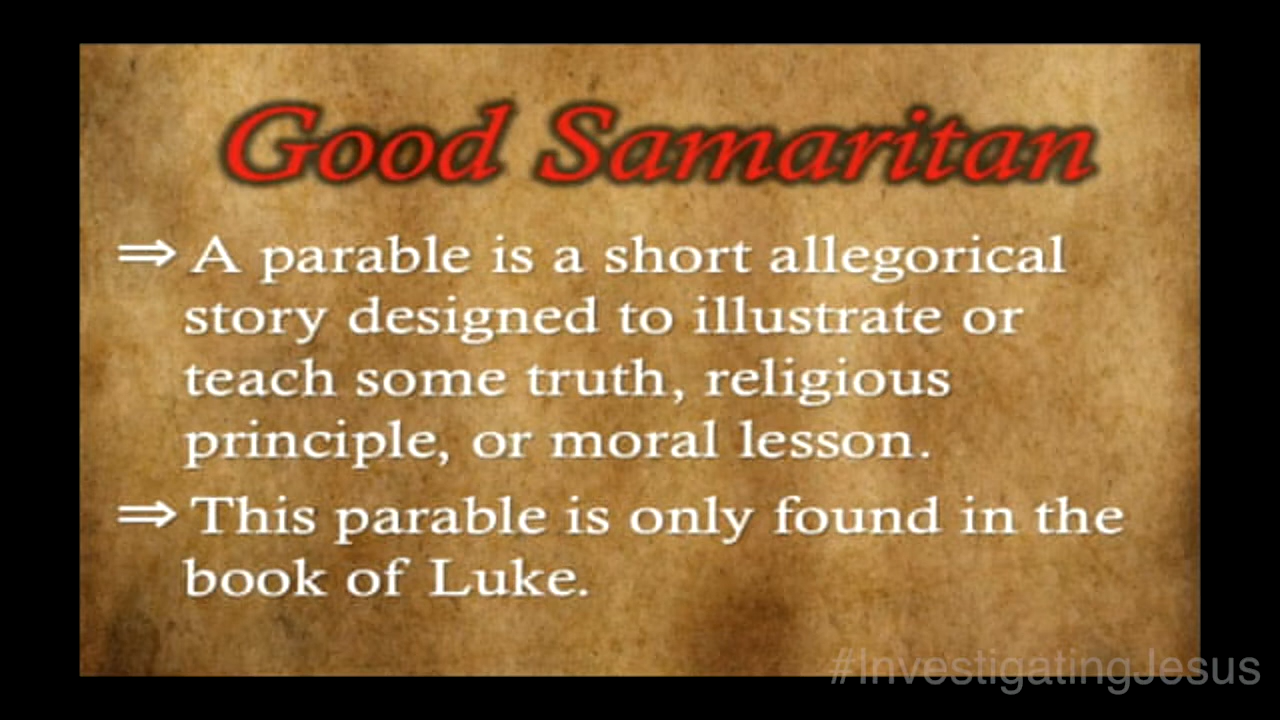 Good Samaritan
⇒ A parable is a short allegorical
story designed to illustrate or
teach some truth, religious
principle, or moral lesson.
⇒ This parable is only found in the
book of Luke.
#InvestigatingJesus